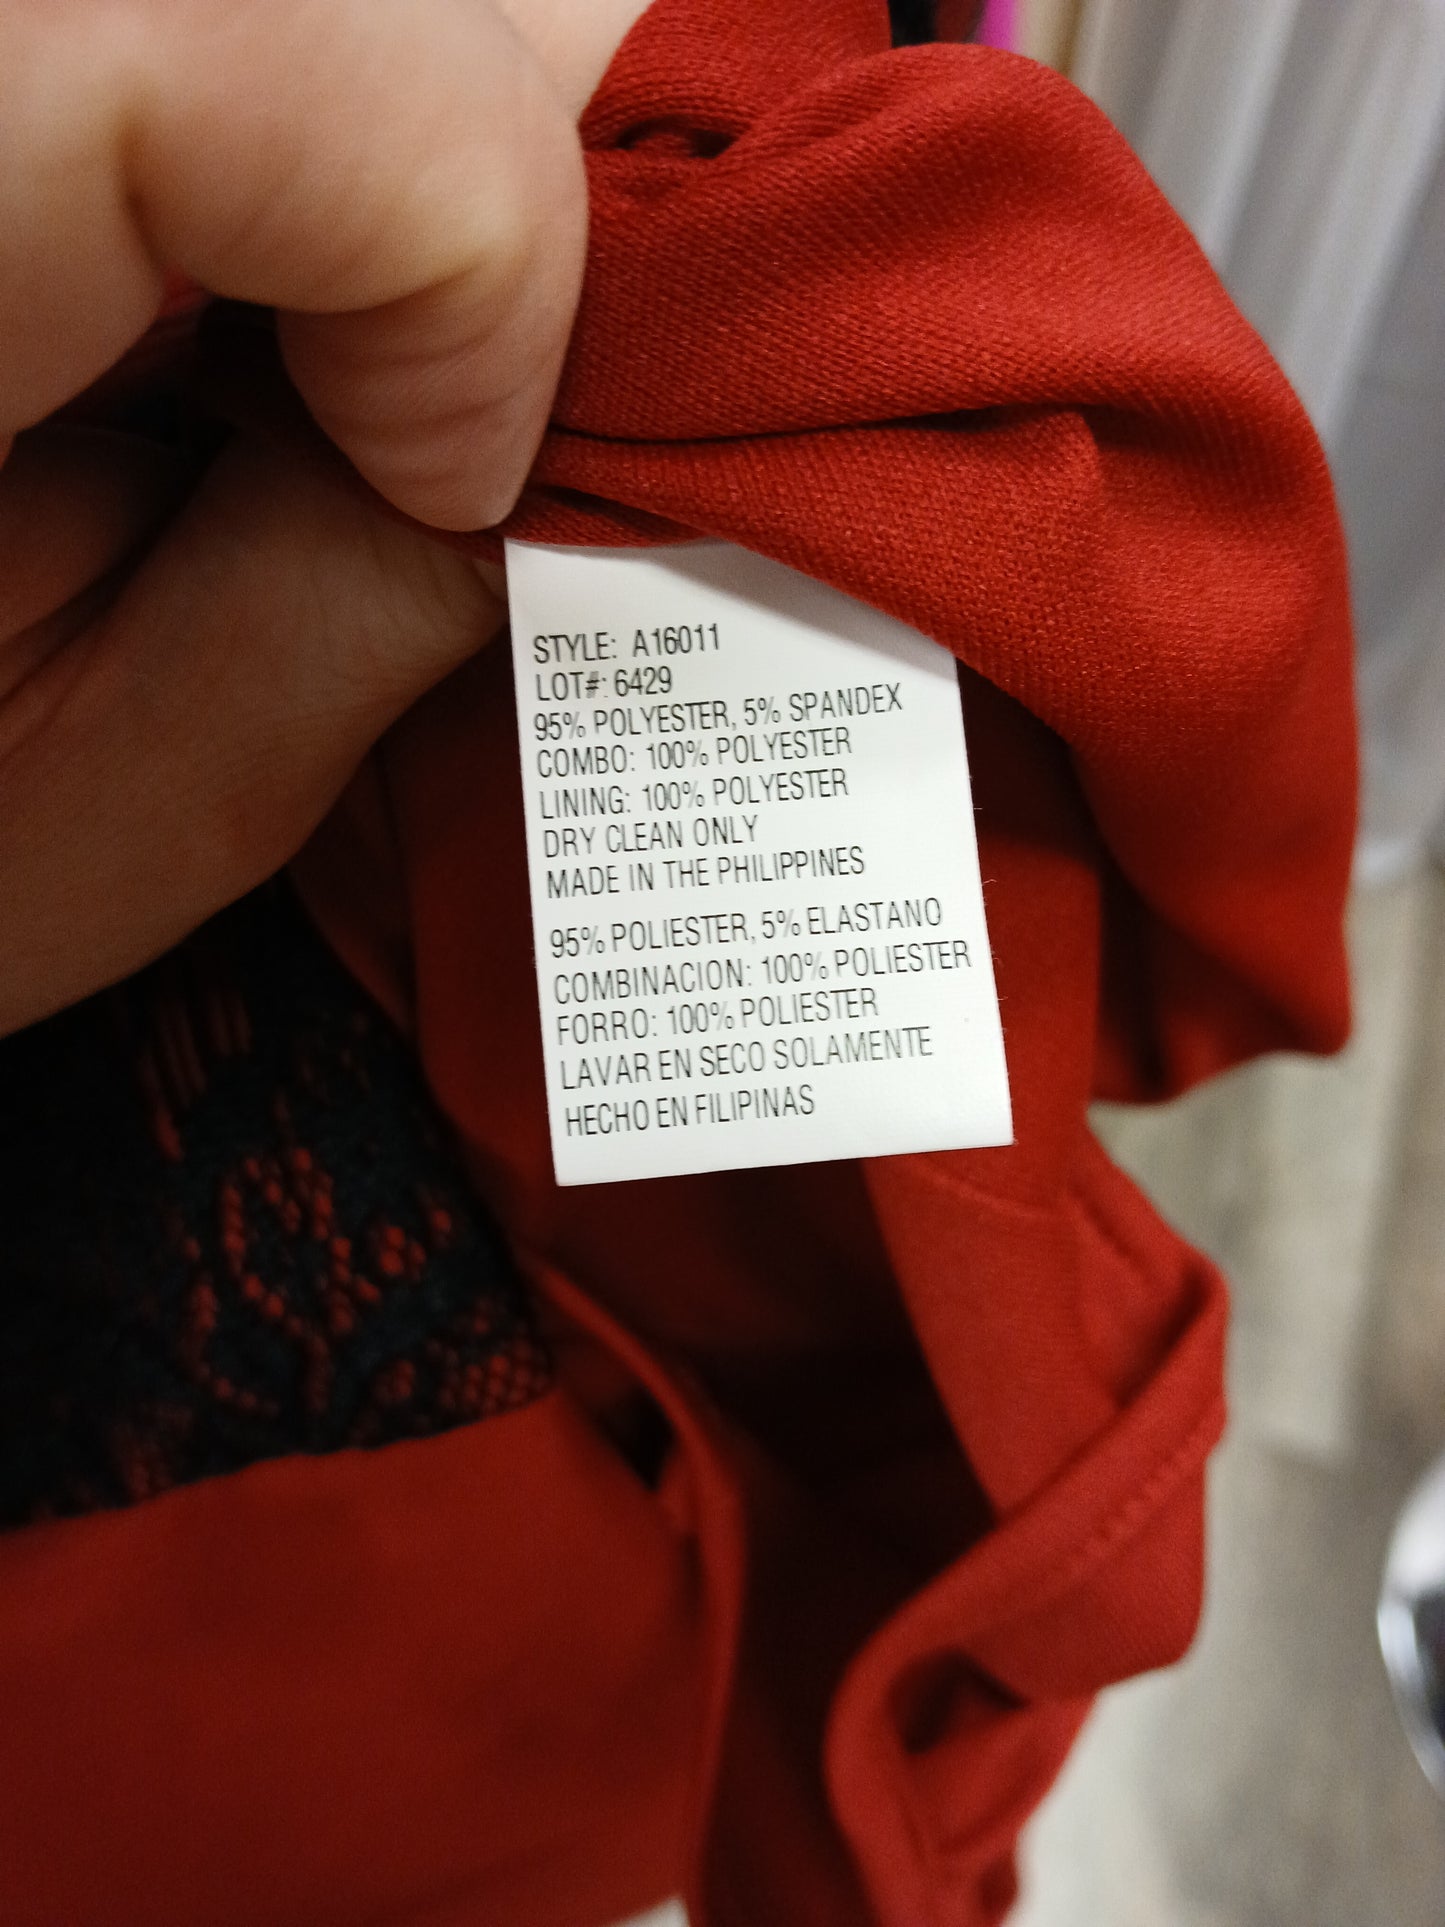 STYLE: A16011
LOT#: 6429
95% POLYESTER, 5% SPANDEX
COMBO: 100% POLYESTER
LINING: 100% POLYESTER
DRY CLEAN ONLY
MADE IN THE PHILIPPINES
95% POLIESTER, 5% ELASTANO
COMBINACION: 100% POLIESTER
FORRO: 100% POLIESTER
LAVAR EN SECO SOLAMENTE
HECHO EN FILIPINAS